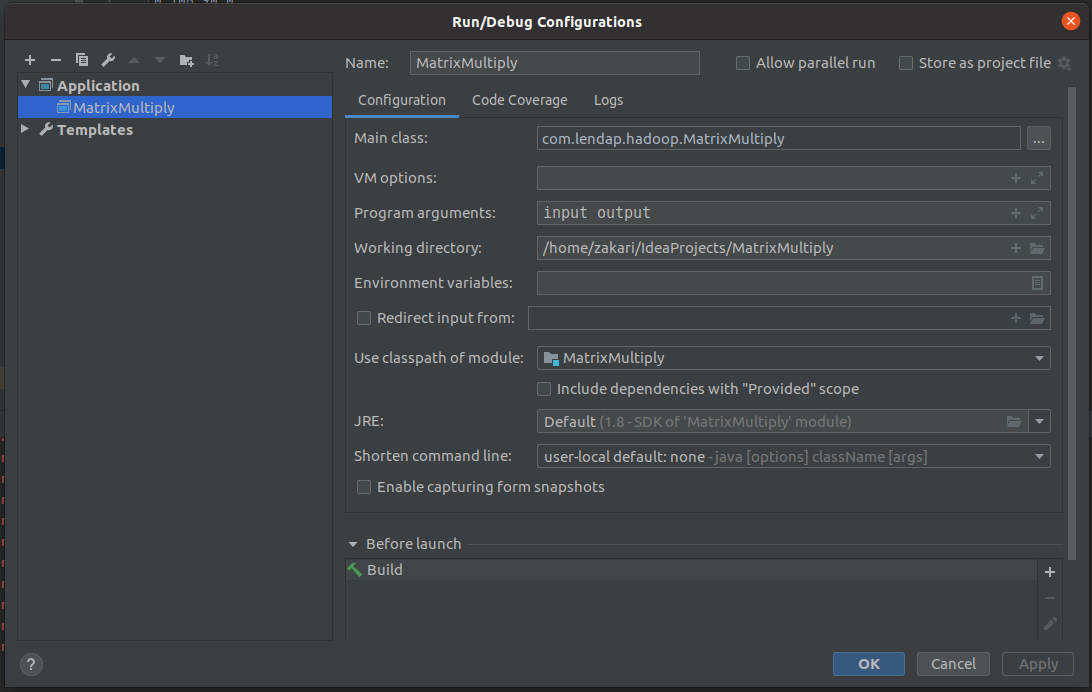 Run/Debug Configurations
Name: MatrixMultiply Allow parallel run Store as project file
Application
MatrixMultiply
Templates
Configuration Code Coverage Logs
Main class: com.lendap.hadoop.MatrixMultiply ...
VM options:
Program arguments: input output
Working directory: /home/zakari/IdeaProjects/MatrixMultiply
Environment variables:
Redirect input from:
Use classpath of module: MatrixMultiply
Include dependencies with "Provided" scope
JRE: Default (1.8 - SDK of 'MatrixMultiply' module)
Shorten command line: user-local default: none - java [options] className [args]
Enable capturing form snapshots
Before launch
Build
? OK Cancel Apply